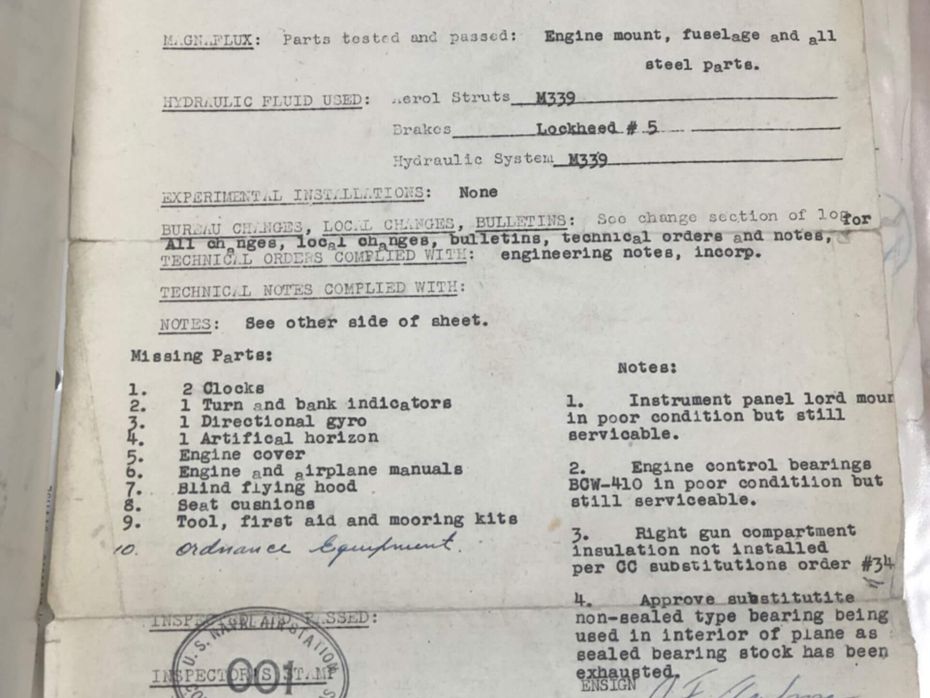 MAGNAFLUX: Parts tested and passed: Engine mount, fuselage and all
steel parts.
HYDRAULIC FLUID USED: Aerol Struts M339
Brakes Lockheed # 5
Hydraulic System M339
EXPERIMENTAL INSTALLATIONS: None
BUREAU CHANGES, LOCAL CHANGES, BULLETINS: See change section of log for
All changes, local changes, bulletins, technical orders and notes,
TECHNICAL ORDERS COMPLIED WITH: engineering notes, incorp.
TECHNICAL NOTES COMPLIED WITH:
NOTES: See other side of sheet.
Missing Parts:
1. 2 Clocks
2. 1 Turn and bank indicators
3. 1 Directional gyro
4. 1 Artifical horizon
5. Engine cover
6. Engine and airplane manuals
7. Blind flying hood
8. Seat cushions
9. Tool, first aid and mooring kits
10. Ordnance Equipment.
Notes:
1. Instrument panel lord moun
in poor condition but still
servicable.
2. Engine control bearings
BCW-410 in poor conditiion but
still serviceable.
3. Right gun compartment
insulation not installed
per CC substitutions order #34
4. Approve substitutite
non-sealed type bearing being
used in interior of plane as
sealed bearing stock has been
exhausted.
ENSIGN
INSPECTED AND PASSED:
U.S. NAVAL AIR STATION
001
INSPECTOR'S STAMP